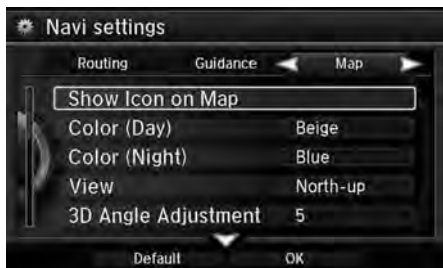 Navi settings
Routing Guidance Map
Show Icon on Map
Color (Day) Beige
Color (Night) Blue
View North-up
3D Angle Adjustment 5
Default OK